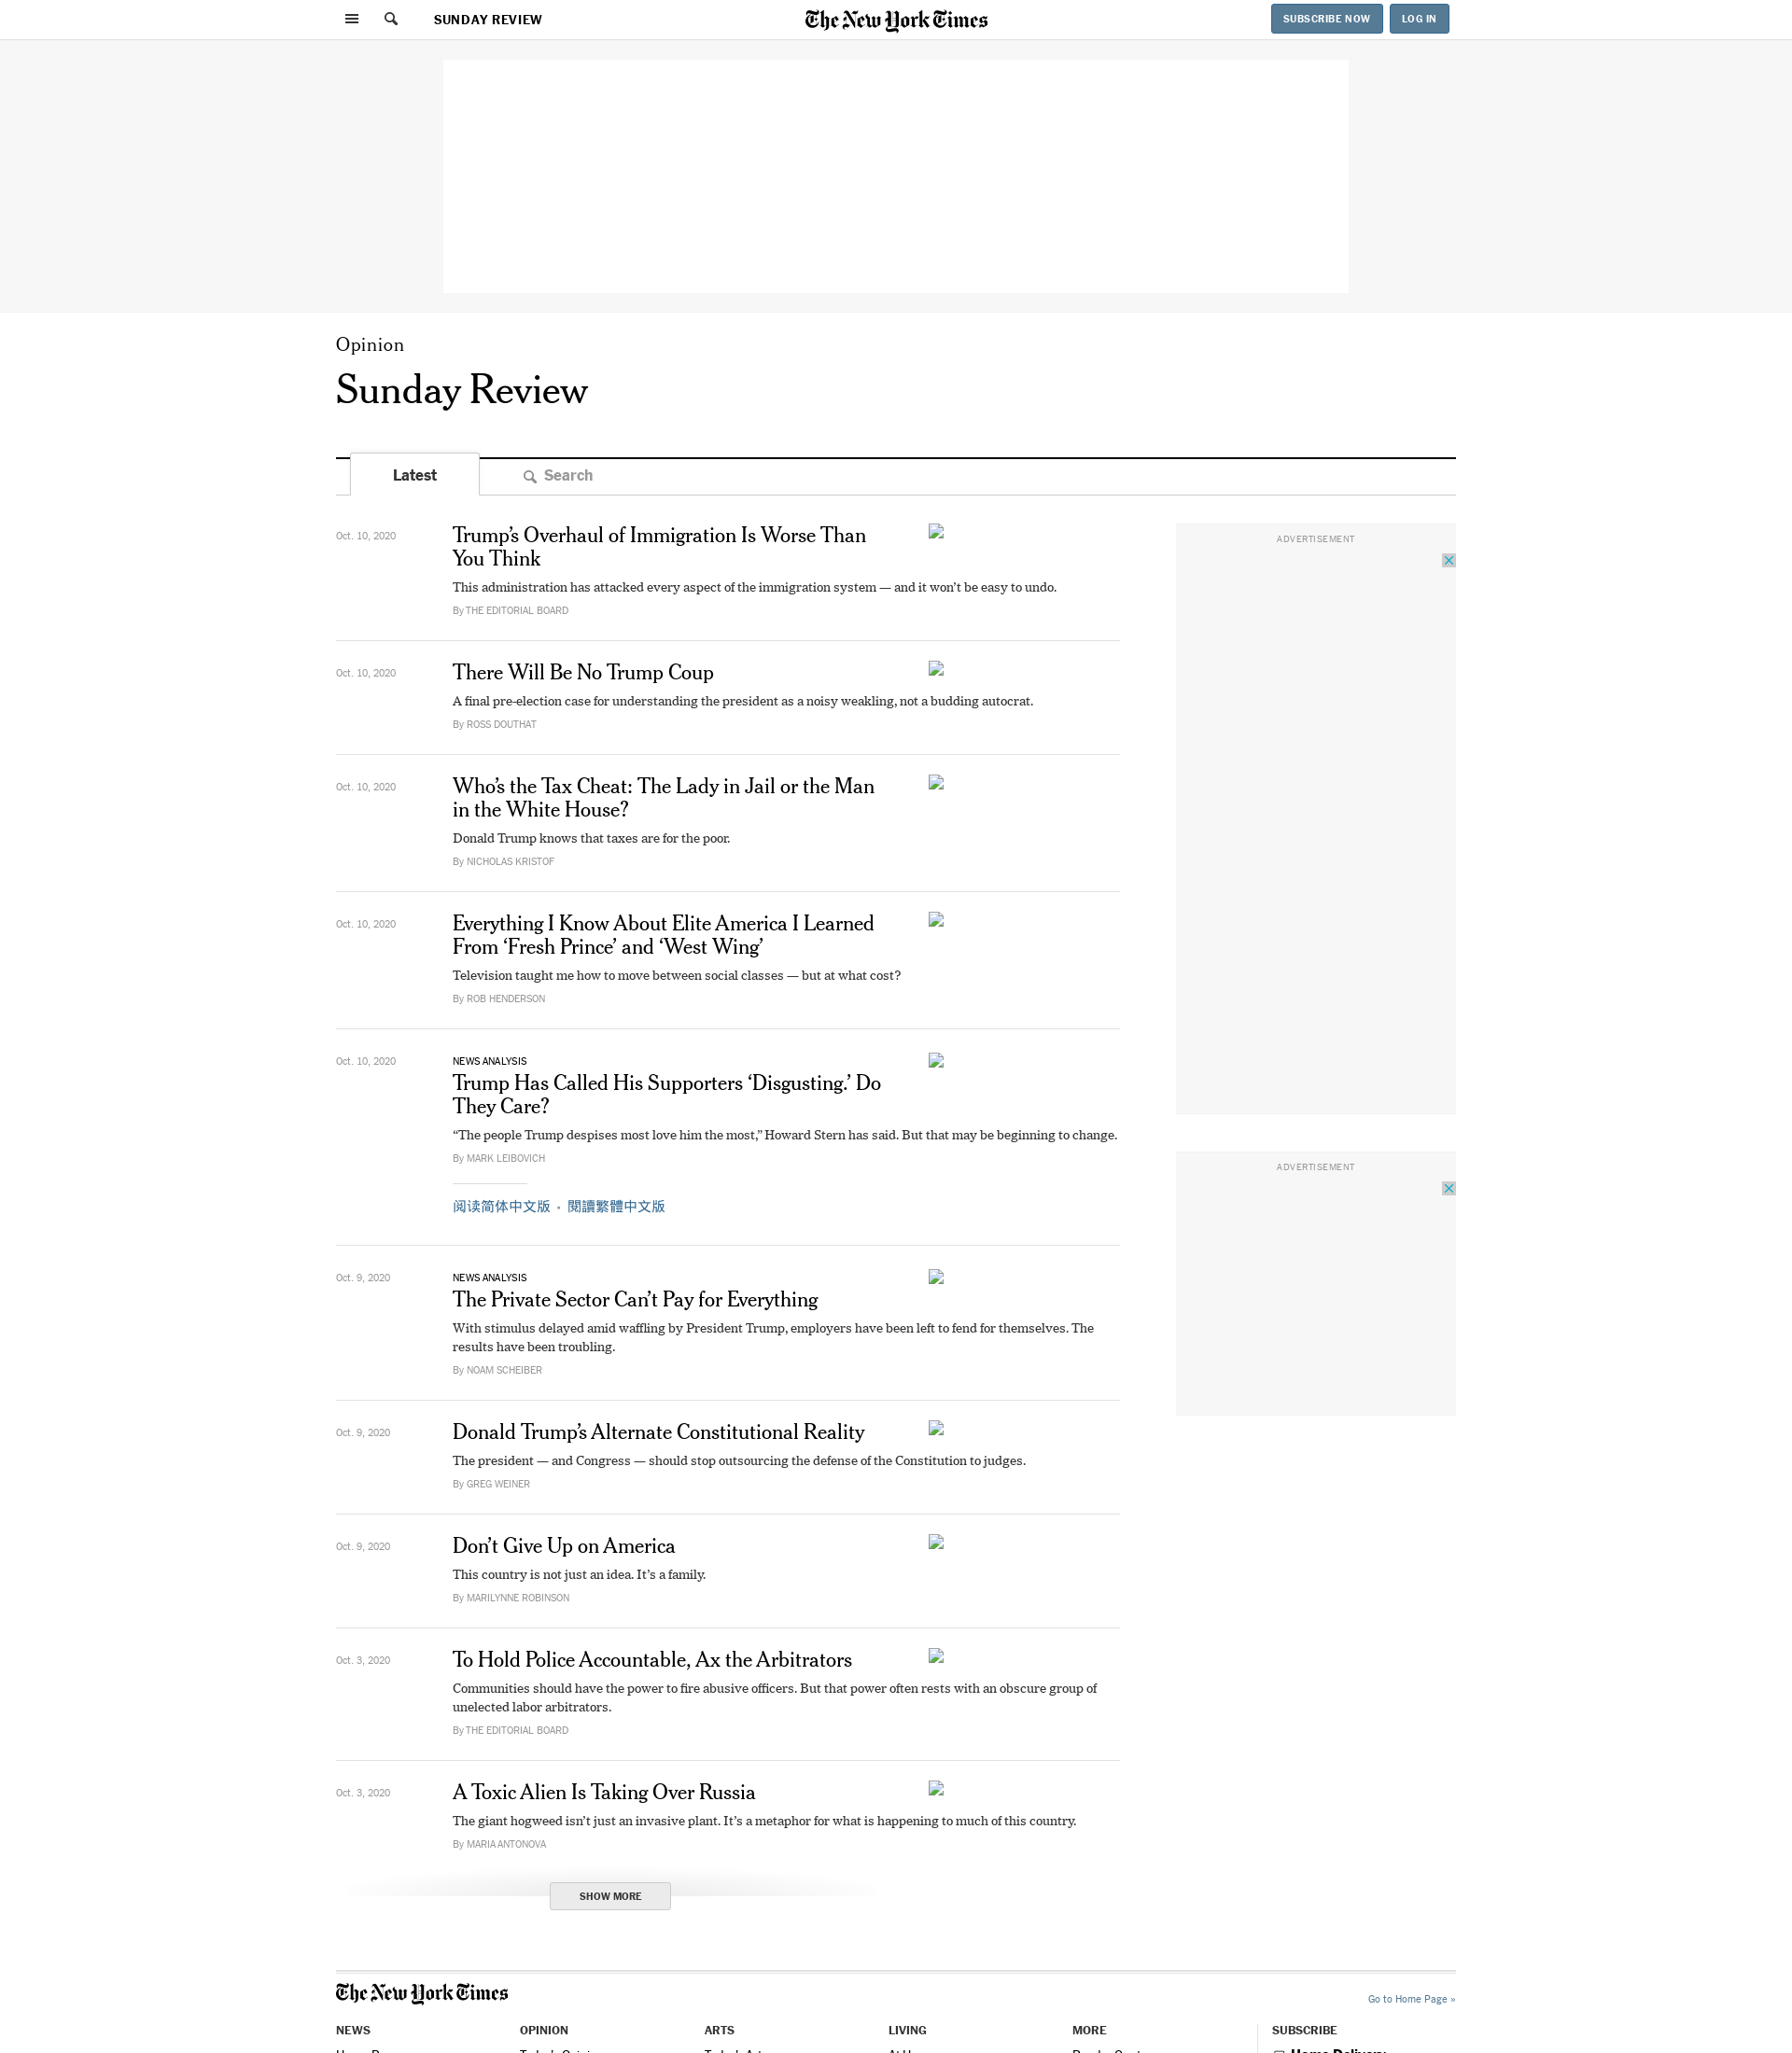 SUNDAY REVIEW
The New York Times
SUBSCRIBE NOW
LOG IN
Opinion
Sunday Review
Latest
Search
Oct. 10, 2020
Trump’s Overhaul of Immigration Is Worse Than
You Think
This administration has attacked every aspect of the immigration system — and it won’t be easy to undo.
By THE EDITORIAL BOARD
Oct. 10, 2020
There Will Be No Trump Coup
A final pre-election case for understanding the president as a noisy weakling, not a budding autocrat.
By ROSS DOUTHAT
Oct. 10, 2020
Who’s the Tax Cheat: The Lady in Jail or the Man
in the White House?
Donald Trump knows that taxes are for the poor.
By NICHOLAS KRISTOF
Oct. 10, 2020
Everything I Know About Elite America I Learned
From ‘Fresh Prince’ and ‘West Wing’
Television taught me how to move between social classes — but at what cost?
By ROB HENDERSON
Oct. 10, 2020
NEWS ANALYSIS
Trump Has Called His Supporters ‘Disgusting.’ Do
They Care?
“The people Trump despises most love him the most,” Howard Stern has said. But that may be beginning to change.
By MARK LEIBOVICH
阅读简体中文版 • 閱讀繁體中文版
Oct. 9, 2020
NEWS ANALYSIS
The Private Sector Can’t Pay for Everything
With stimulus delayed amid waffling by President Trump, employers have been left to fend for themselves. The
results have been troubling.
By NOAM SCHEIBER
Oct. 9, 2020
Donald Trump’s Alternate Constitutional Reality
The president — and Congress — should stop outsourcing the defense of the Constitution to judges.
By GREG WEINER
Oct. 9, 2020
Don’t Give Up on America
This country is not just an idea. It’s a family.
By MARILYNNE ROBINSON
Oct. 3, 2020
To Hold Police Accountable, Ax the Arbitrators
Communities should have the power to fire abusive officers. But that power often rests with an obscure group of
unelected labor arbitrators.
By THE EDITORIAL BOARD
Oct. 3, 2020
A Toxic Alien Is Taking Over Russia
The giant hogweed isn’t just an invasive plant. It’s a metaphor for what is happening to much of this country.
By MARIA ANTONOVA
SHOW MORE
ADVERTISEMENT
ADVERTISEMENT
The New York Times
Go to Home Page »
NEWS
OPINION
ARTS
LIVING
MORE
SUBSCRIBE